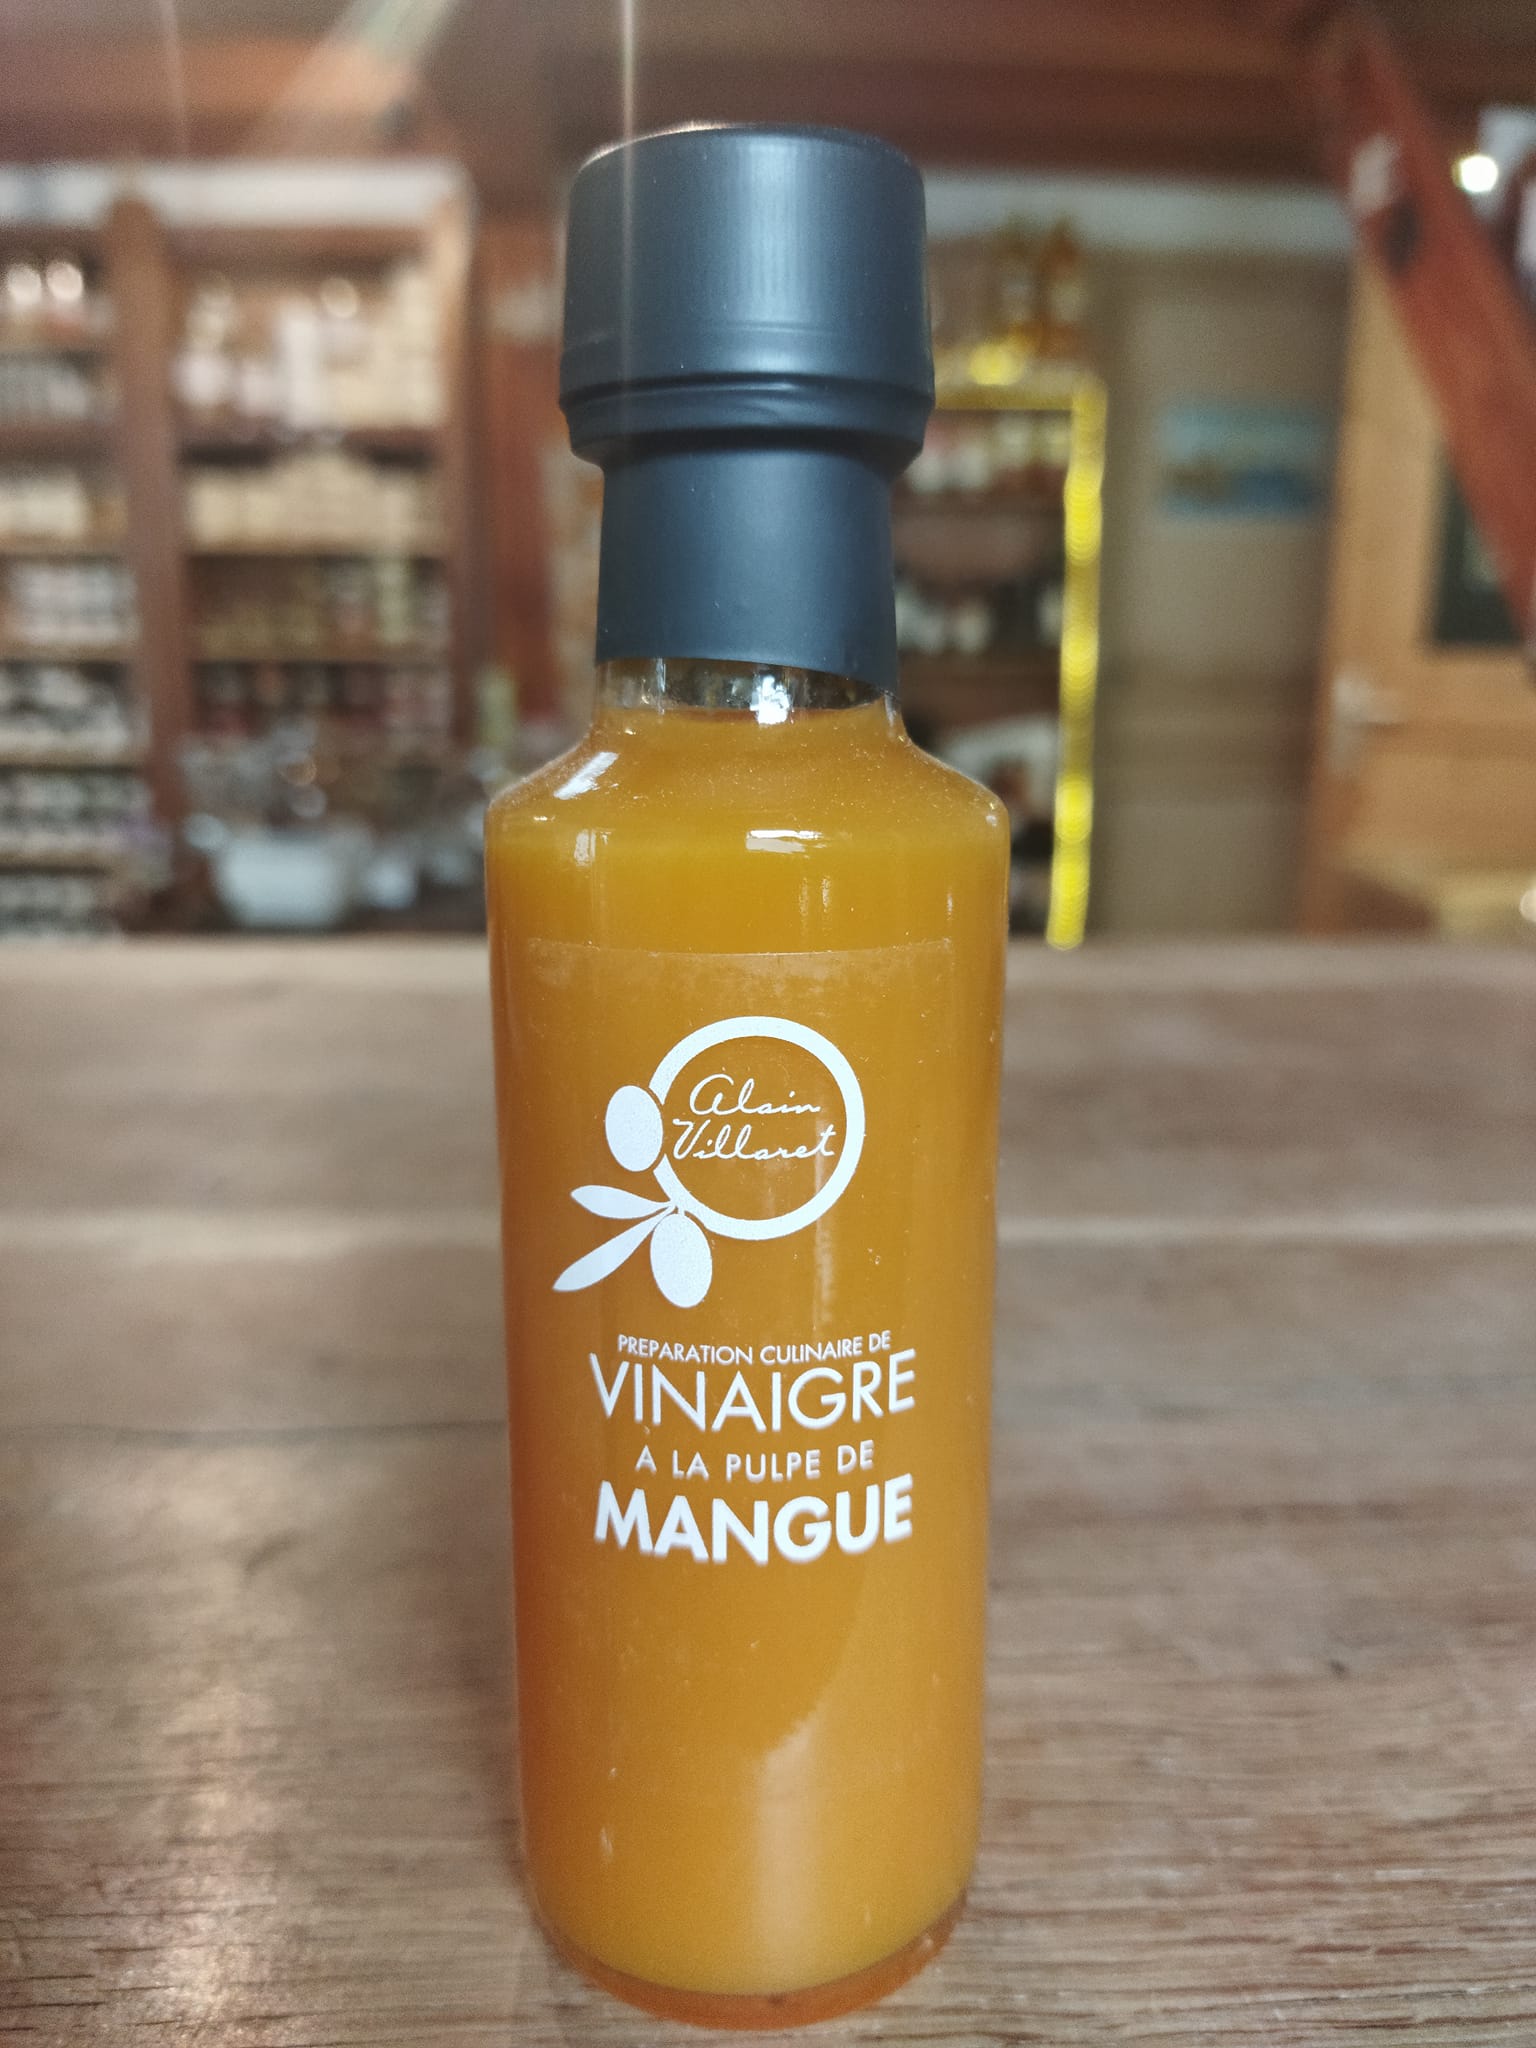 Alain
Villaret
PREPARATION CULINAIRE DE
VINAIGRE
A LA PULPE DE
MANGUE